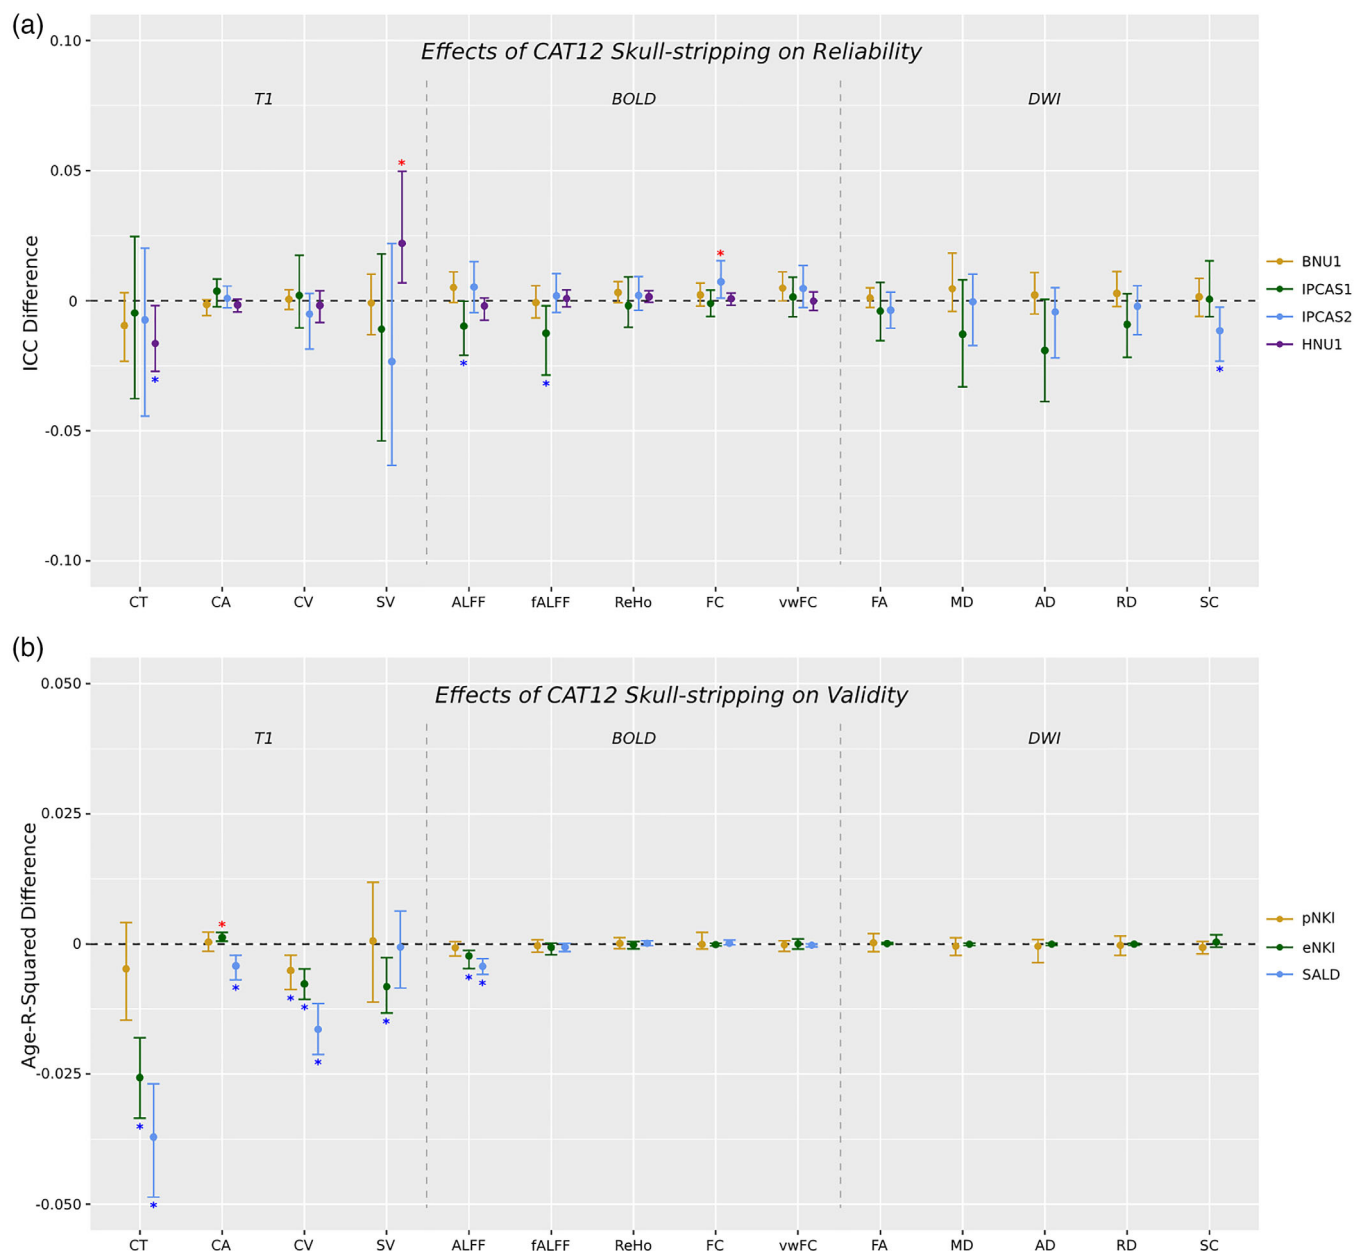 (a)
Effects of CAT12 Skull-stripping on Reliability
T1 BOLD DWI
ICC Difference
0.10
0.05
0
-0.05
-0.10
CT CA CV SV ALFF fALFF ReHo FC vwFC FA MD AD RD SC
* * * * * *
BNU1
IPCAS1
IPCAS2
HNU1
(b)
Effects of CAT12 Skull-stripping on Validity
T1 BOLD DWI
Age-R-Squared Difference
0.050
0.025
0
-0.025
-0.050
CT CA CV SV ALFF fALFF ReHo FC vwFC FA MD AD RD SC
* * * * * * * * * *
pNKI
eNKI
SALD